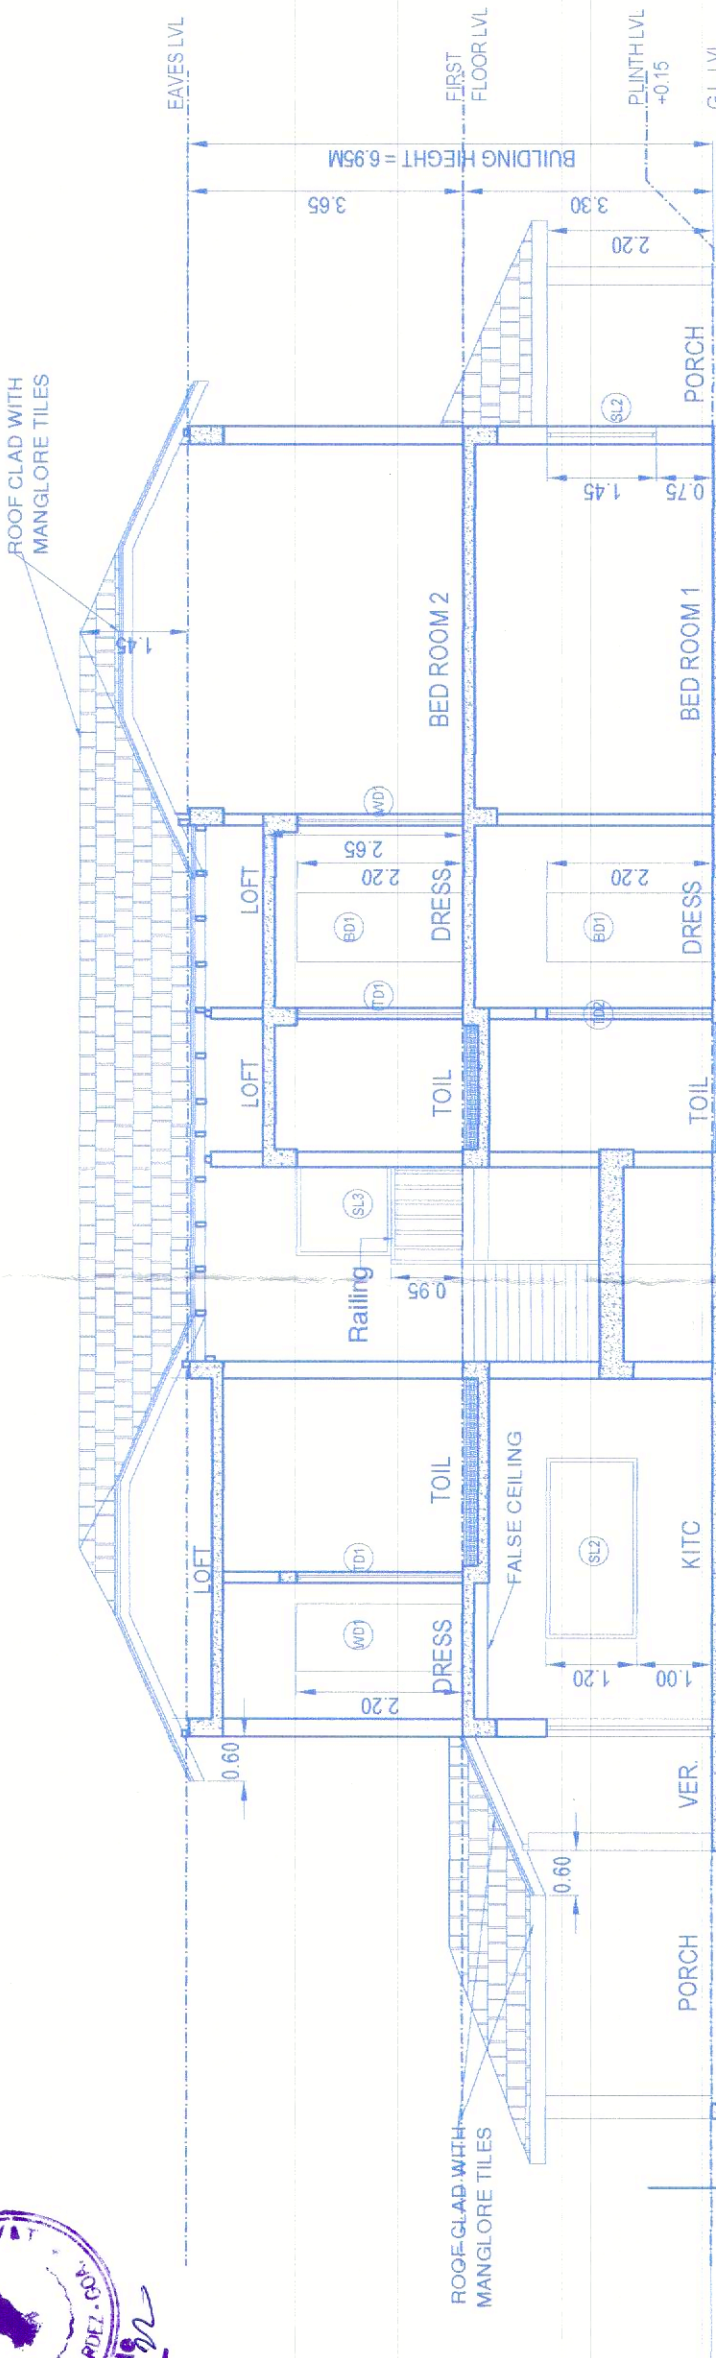 ROOF CLAD WITH
MANGLORE TILES
EAVES LVL
1.45
BUILDING HIEGHT = 6.95M
3.65
3.30
FIRST
FLOOR LVL
PLINTH LVL
+0.15
2.20
0.60
LOFT
LOFT
LOFT
WD1
TD1
SL3
TD1
BD1
WD1
2.20
0.95
2.20
2.65
Railing
DRESS
TOIL
TOIL
DRESS
BED ROOM 2
ROOF CLAD WITH
MANGLORE TILES
0.60
FALSE CEILING
SL2
1.20
1.00
TD2
BD1
2.20
SL2
1.45
0.75
PORCH
VER.
KITC
TOIL
DRESS
BED ROOM 1
PORCH